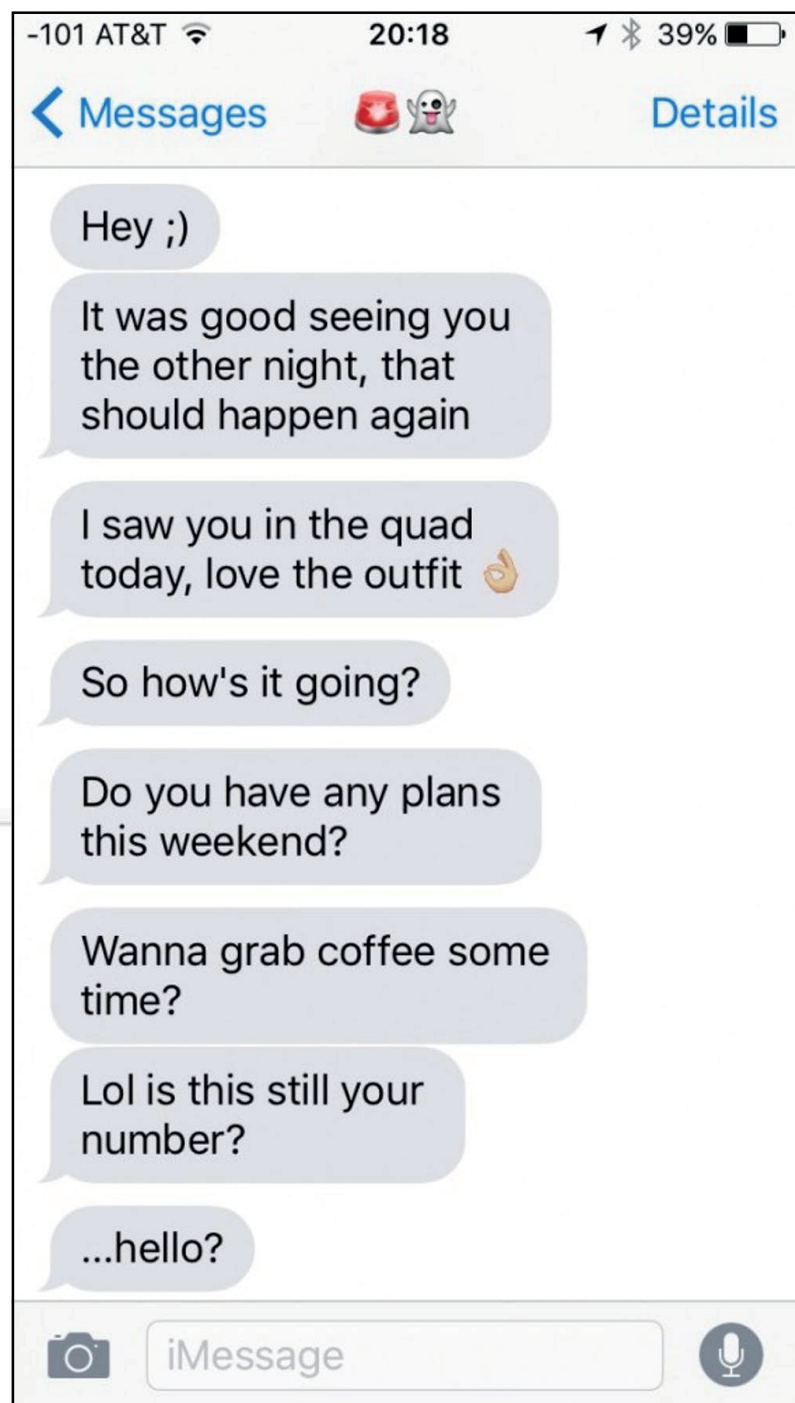 -101 AT&T 20:18 39%
Messages 🚨👻 Details
Hey ;)
It was good seeing you
the other night, that
should happen again
I saw you in the quad
today, love the outfit 👌🏼
So how's it going?
Do you have any plans
this weekend?
Wanna grab coffee some
time?
Lol is this still your
number?
...hello?
iMessage